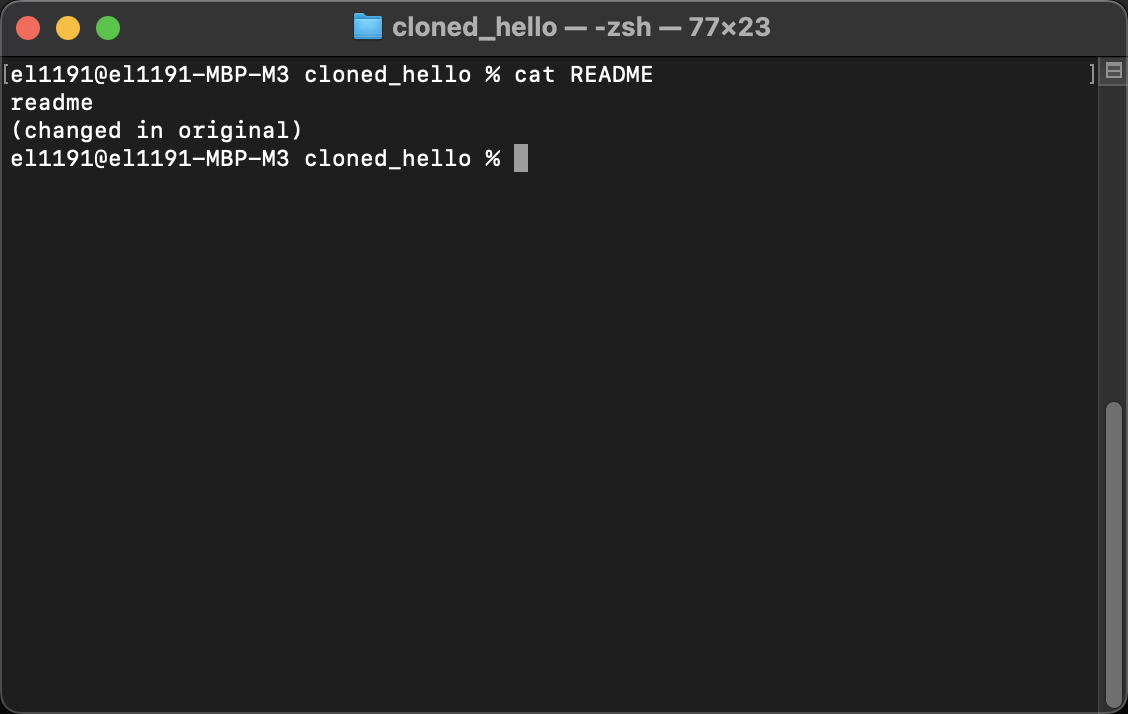 cloned_hello — -zsh — 77×23
[el1191@el1191-MBP-M3 cloned_hello % cat README ]
readme
(changed in original)
el1191@el1191-MBP-M3 cloned_hello %